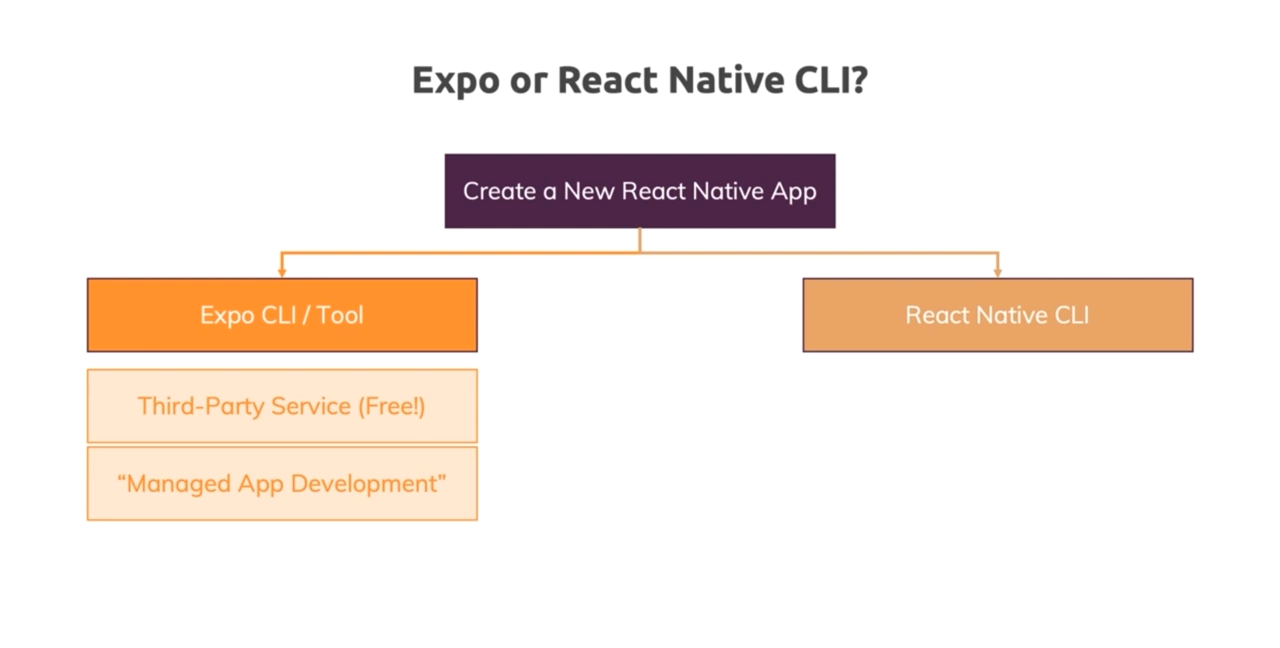 Expo or React Native CLI?
Create a New React Native App
Expo CLI / Tool
React Native CLI
Third-Party Service (Free!)
“Managed App Development”